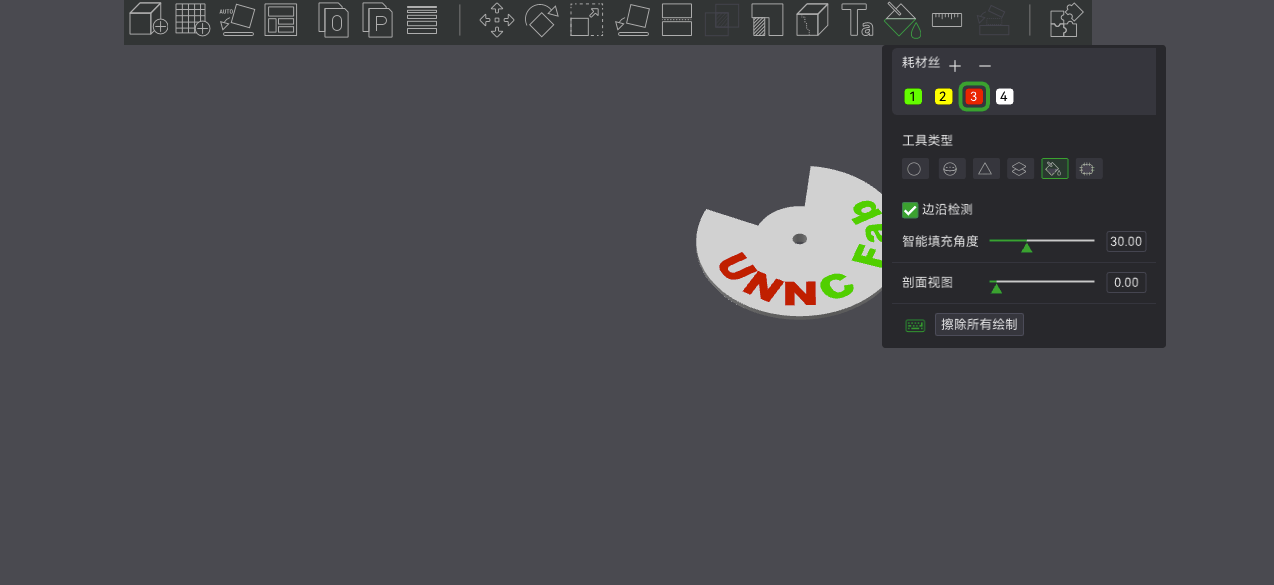 AUTO
O
P
Ta
耗材丝 + −
1 2 3 4
工具类型
边沿检测
智能填充角度 30.00
剖面视图 0.00
擦除所有绘制
UNNC Fab